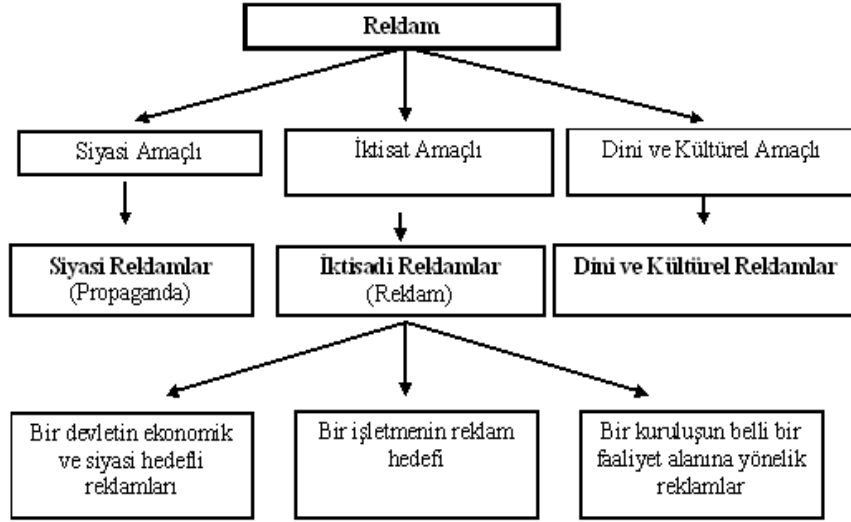 Reklam
Siyasi Amaçlı
İktisat Amaçlı
Dini ve Kültürel Amaçlı
Siyasi Reklamlar
(Propaganda)
İktisadi Reklamlar
(Reklam)
Dini ve Kültürel Reklamlar
Bir devletin ekonomik
ve siyasi hedefli
reklamları
Bir işletmenin reklam
hedefi
Bir kuruluşun belli bir
faaliyet alanına yönelik
reklamlar